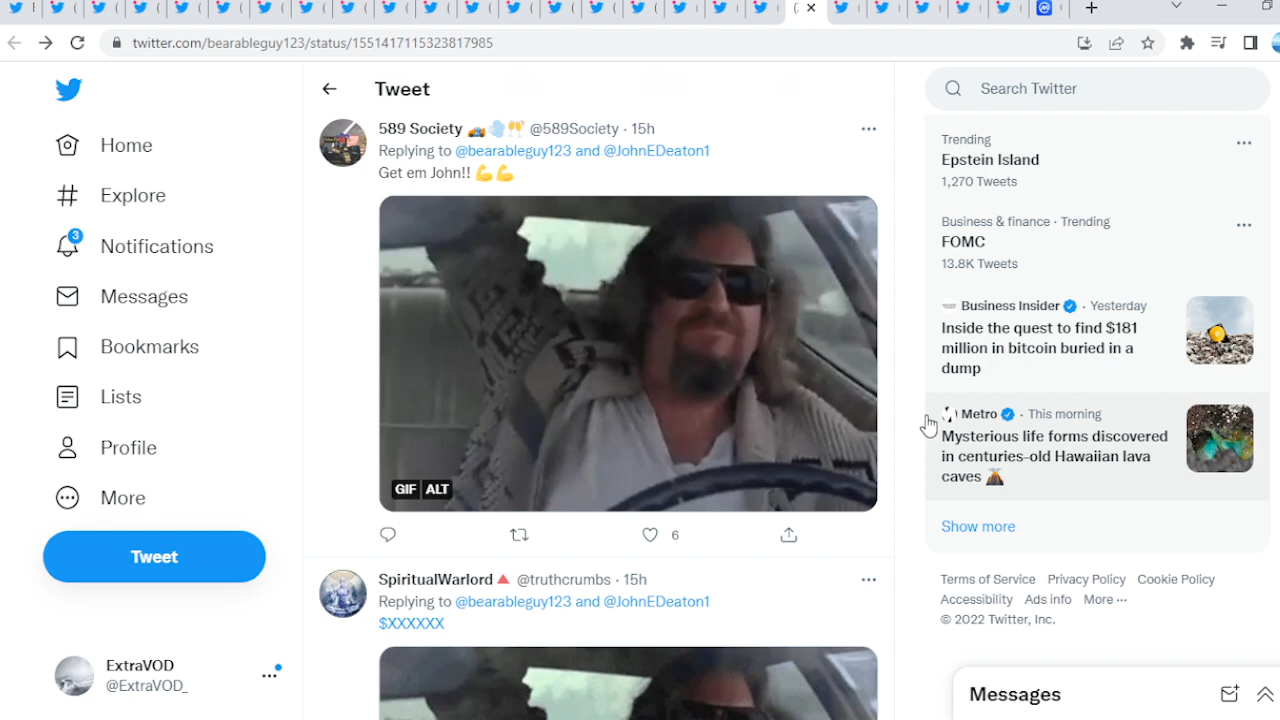 twitter.com/bearableguy123/status/1551417115323817985
Home
Explore
3
Notifications
Messages
Bookmarks
Lists
Profile
More
Tweet
ExtraVOD
@ExtraVOD_
Tweet
589 Society 🚙💨🥂 @589Society · 15h
Replying to @bearableguy123 and @JohnEDeaton1
Get em John!! 💪💪
GIF ALT
6
SpiritualWarlord 🔺 @truthcrumbs · 15h
Replying to @bearableguy123 and @JohnEDeaton1
$XXXXXX
Search Twitter
Trending
Epstein Island
1,270 Tweets
Business & finance · Trending
FOMC
13.8K Tweets
Business Insider · Yesterday
Inside the quest to find $181
million in bitcoin buried in a
dump
Metro · This morning
Mysterious life forms discovered
in centuries-old Hawaiian lava
caves 🌋
Show more
Terms of Service Privacy Policy Cookie Policy
Accessibility Ads info More ···
© 2022 Twitter, Inc.
Messages